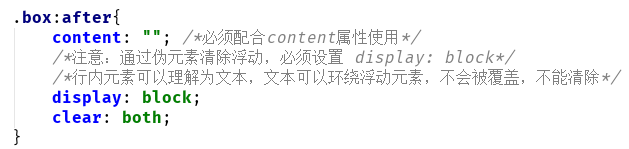 .box:after{
content: ""; /*必须配合content属性使用*/
/*注意：通过伪元素清除浮动，必须设置 display: block*/
/*行内元素可以理解为文本，文本可以环绕浮动元素，不会被覆盖，不能清除*/
display: block;
clear: both;
}